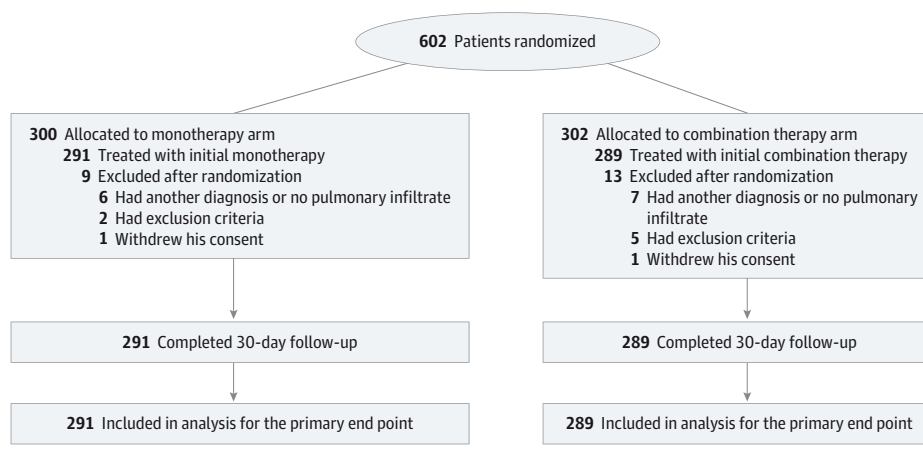 602 Patients randomized
300 Allocated to monotherapy arm
291 Treated with initial monotherapy
9 Excluded after randomization
6 Had another diagnosis or no pulmonary infiltrate
2 Had exclusion criteria
1 Withdrew his consent
302 Allocated to combination therapy arm
289 Treated with initial combination therapy
13 Excluded after randomization
7 Had another diagnosis or no pulmonary
infiltrate
5 Had exclusion criteria
1 Withdrew his consent
291 Completed 30-day follow-up
289 Completed 30-day follow-up
291 Included in analysis for the primary end point
289 Included in analysis for the primary end point